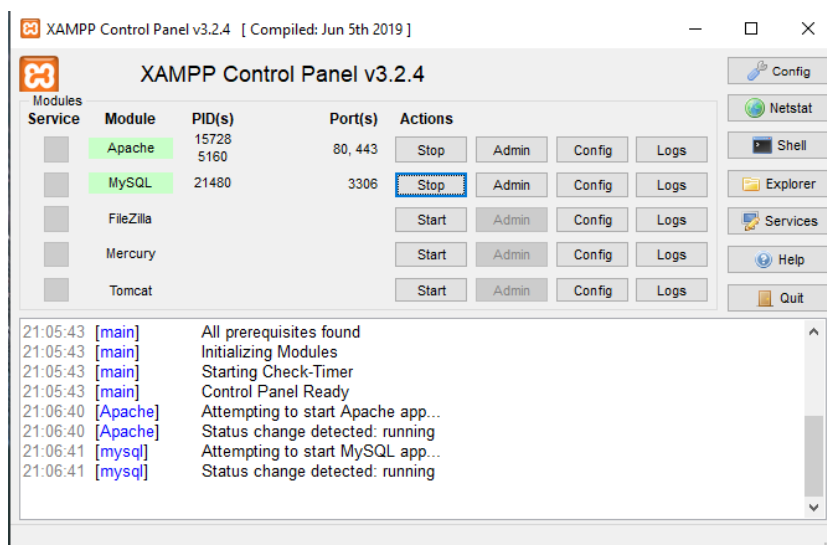 XAMPP Control Panel v3.2.4 [ Compiled: Jun 5th 2019 ]
XAMPP Control Panel v3.2.4
Config
Modules
Service Module PID(s) Port(s) Actions
Netstat
Apache 15728 5160 80, 443 Stop Admin Config Logs
Shell
MySQL 21480 3306 Stop Admin Config Logs
Explorer
FileZilla Start Admin Config Logs
Services
Mercury Start Admin Config Logs
Help
Tomcat Start Admin Config Logs
Quit
21:05:43 [main] All prerequisites found
21:05:43 [main] Initializing Modules
21:05:43 [main] Starting Check-Timer
21:05:43 [main] Control Panel Ready
21:06:40 [Apache] Attempting to start Apache app...
21:06:40 [Apache] Status change detected: running
21:06:41 [mysql] Attempting to start MySQL app...
21:06:41 [mysql] Status change detected: running